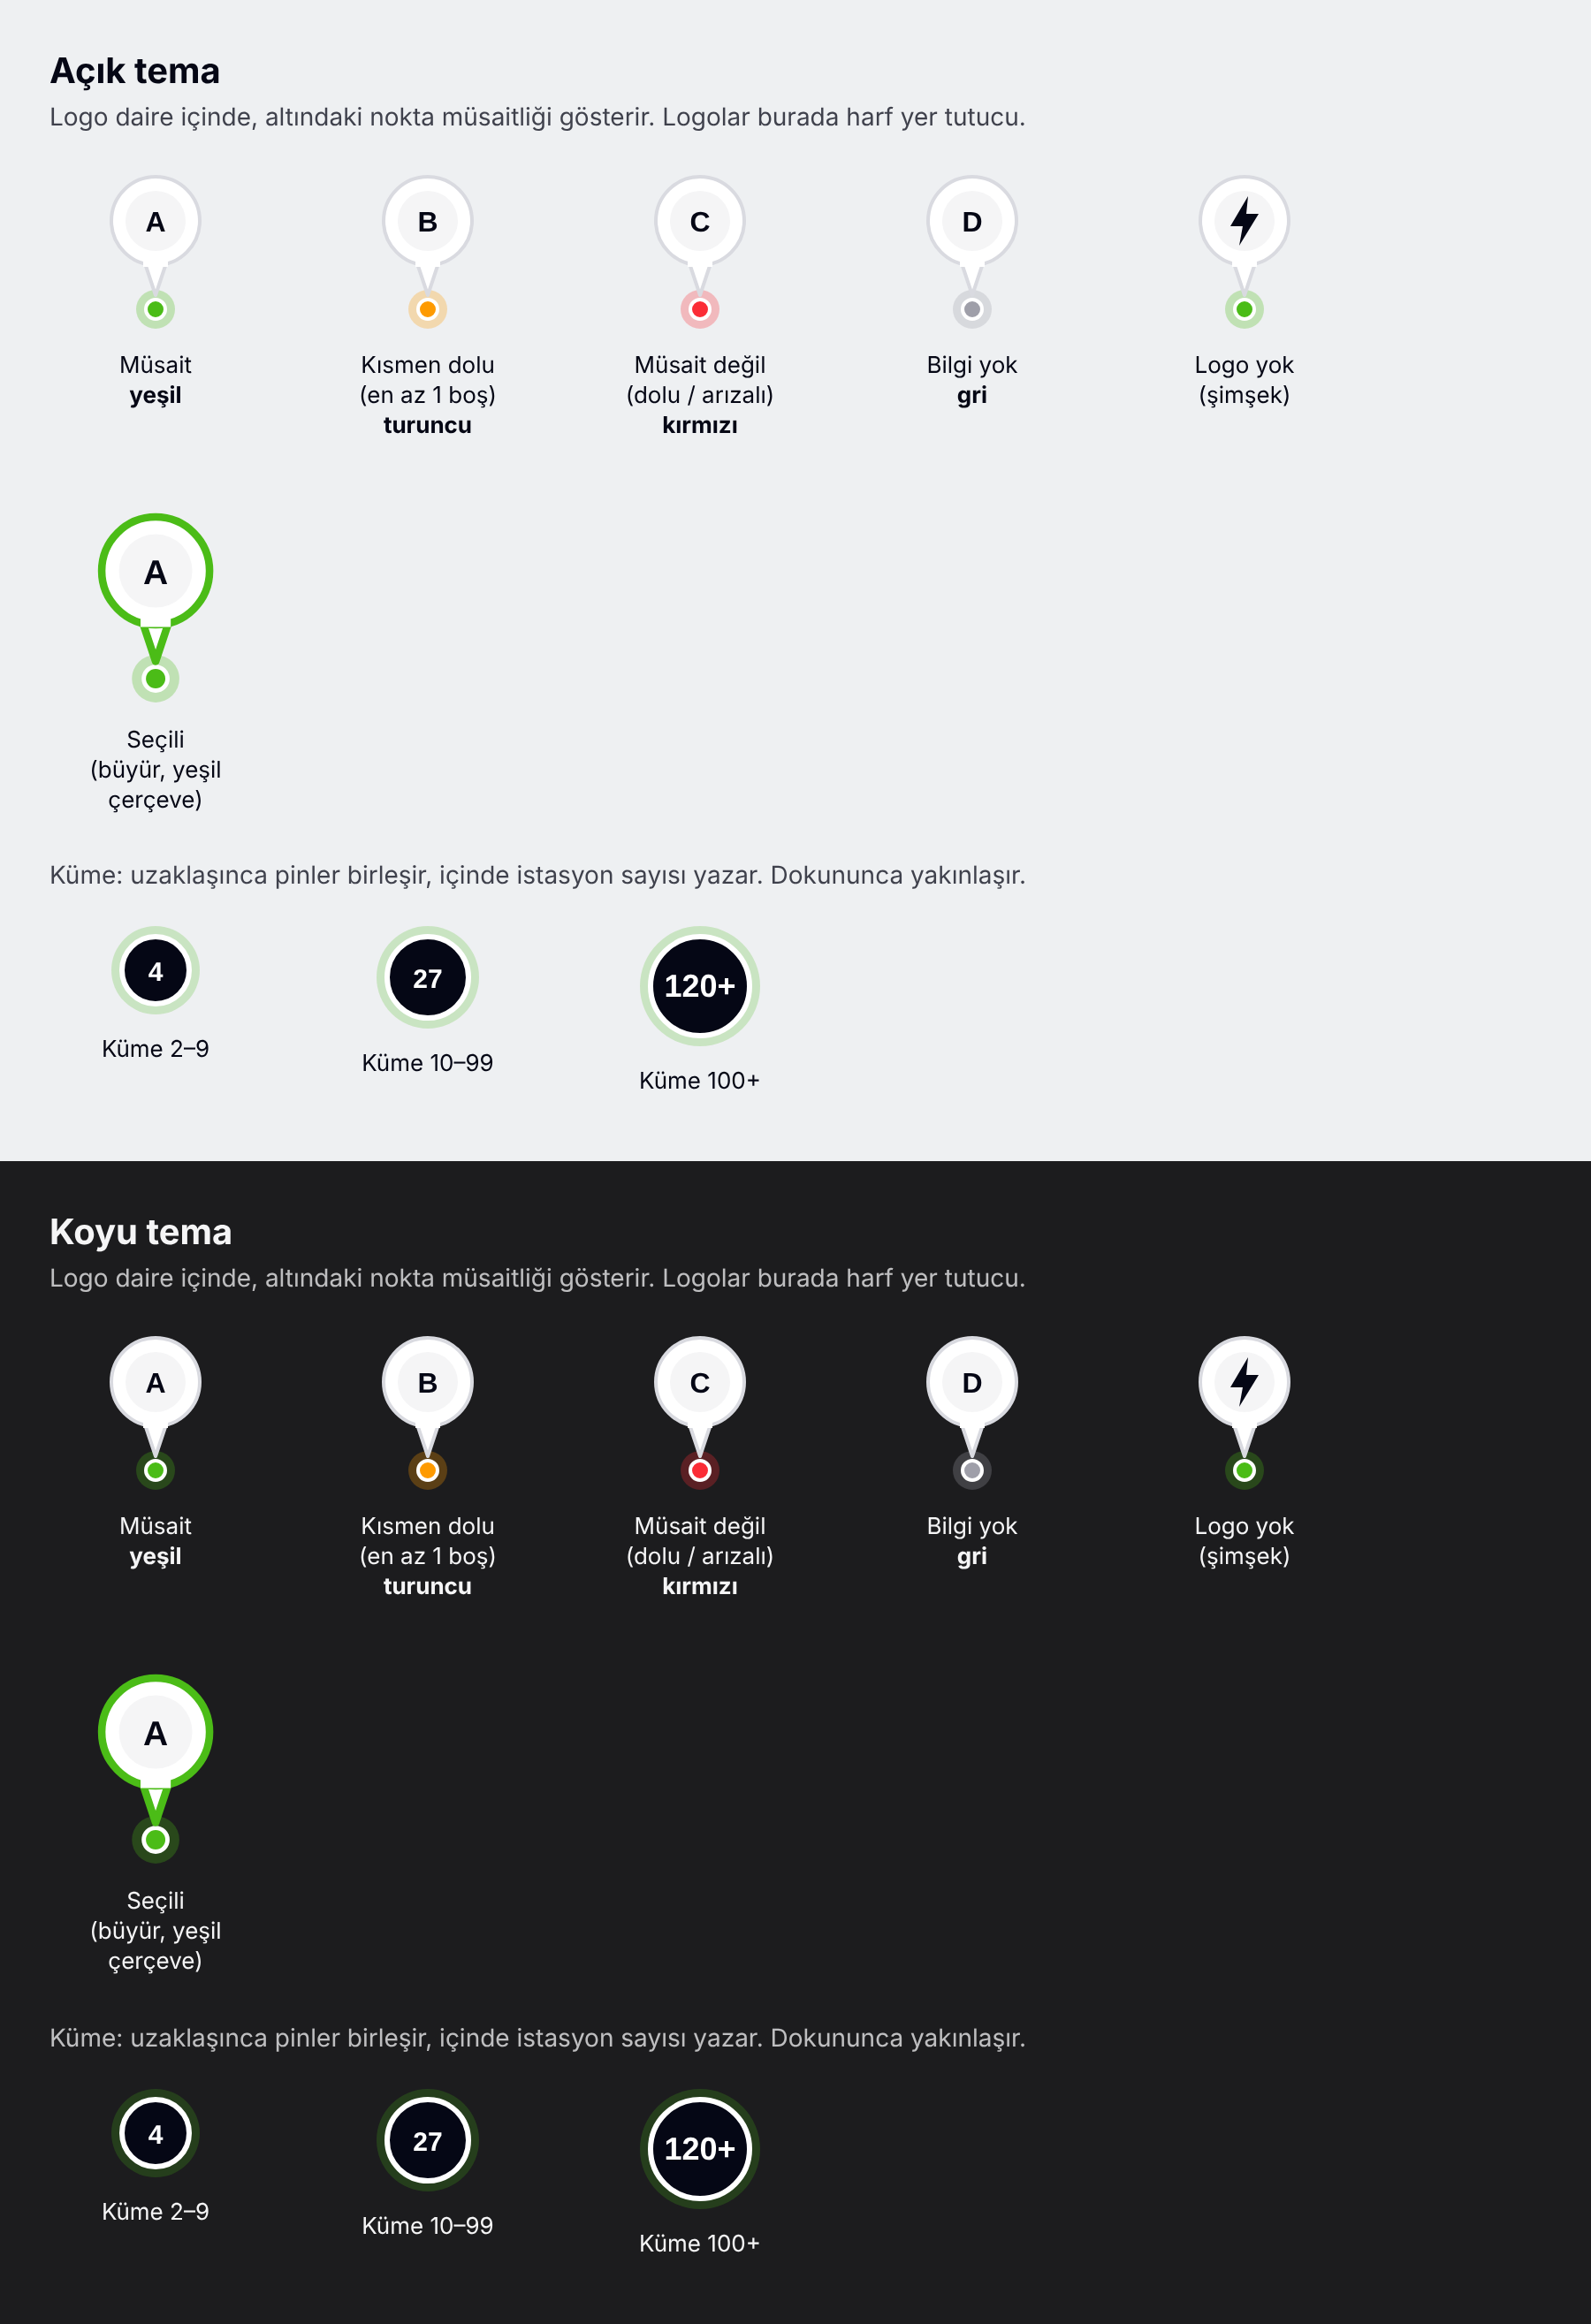 Açık tema
Logo daire içinde, altındaki nokta müsaitliği gösterir. Logolar burada harf yer tutucu.
A
B
C
D
Müsait
yeşil
Kısmen dolu
(en az 1 boş)
turuncu
Müsait değil
(dolu / arızalı)
kırmızı
Bilgi yok
gri
Logo yok
(şimşek)
A
Seçili
(büyür, yeşil
çerçeve)
Küme: uzaklaşınca pinler birleşir, içinde istasyon sayısı yazar. Dokununca yakınlaşır.
4
27
120+
Küme 2–9
Küme 10–99
Küme 100+
Koyu tema
Logo daire içinde, altındaki nokta müsaitliği gösterir. Logolar burada harf yer tutucu.
A
B
C
D
Müsait
yeşil
Kısmen dolu
(en az 1 boş)
turuncu
Müsait değil
(dolu / arızalı)
kırmızı
Bilgi yok
gri
Logo yok
(şimşek)
A
Seçili
(büyür, yeşil
çerçeve)
Küme: uzaklaşınca pinler birleşir, içinde istasyon sayısı yazar. Dokununca yakınlaşır.
4
27
120+
Küme 2–9
Küme 10–99
Küme 100+